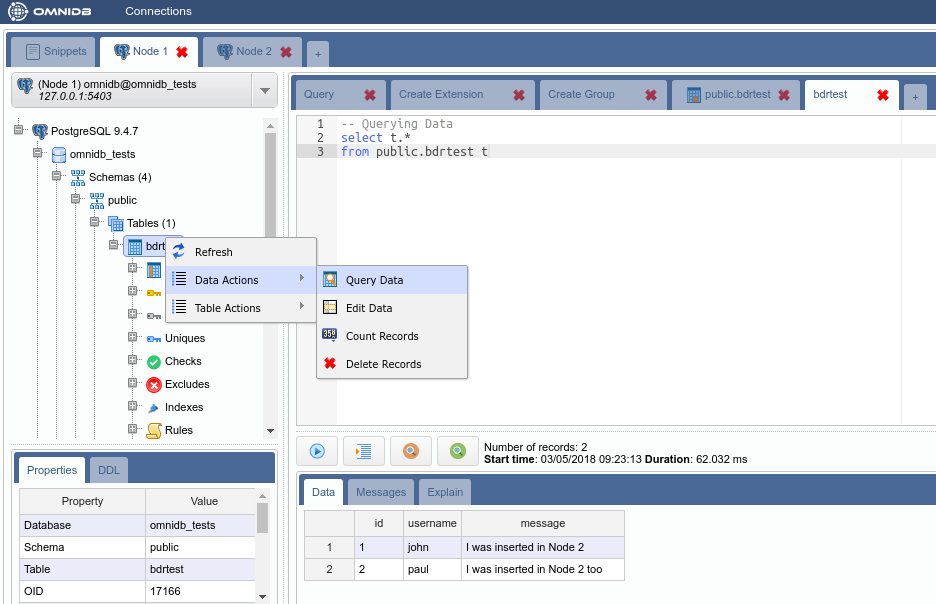 OMNIDB Connections
Snippets Node 1 Node 2 +
(Node 1) omnidb@omnidb_tests
127.0.0.1:5403
PostgreSQL 9.4.7
omnidb_tests
Schemas (4)
public
Tables (1)
bdrt
Uniques
Checks
Excludes
Indexes
Rules
Refresh
Data Actions
Table Actions
Query Data
Edit Data
359
Count Records
Delete Records
Query Create Extension Create Group public.bdrtest bdrtest +
1 -- Querying Data
2 select t.*
3 from public.bdrtest t
Number of records: 2
Start time: 03/05/2018 09:23:13 Duration: 62.032 ms
Properties DDL
Property Value
Database omnidb_tests
Schema public
Table bdrtest
OID 17166
Data Messages Explain
id username message
1 1 john I was inserted in Node 2
2 2 paul I was inserted in Node 2 too